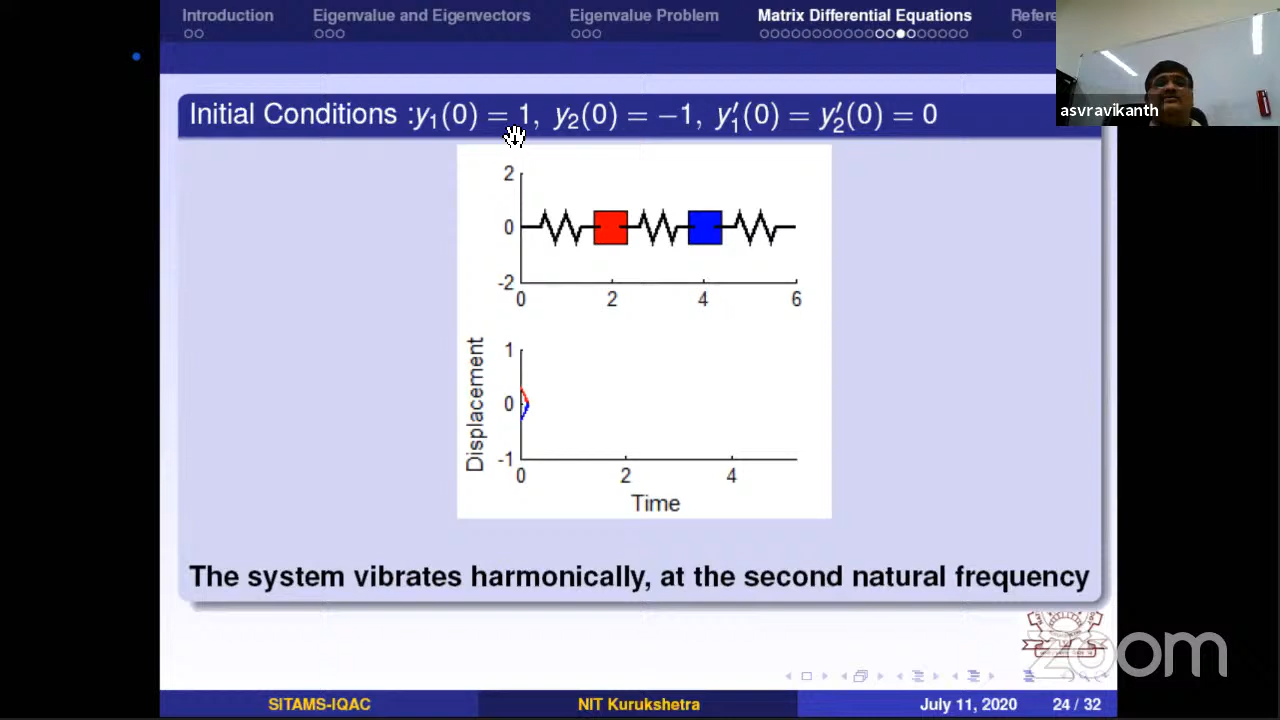 Introduction Eigenvalue and Eigenvectors Eigenvalue Problem Matrix Differential Equations Refere
asvravikanth
Initial Conditions :y₁(0) = 1, y₂(0) = −1, y₁′(0) = y₂′(0) = 0
2
0
-2
0 2 4 6
Displacement
1
0
-1
0 2 4
Time
The system vibrates harmonically, at the second natural frequency
zoom
SITAMS-IQAC NIT Kurukshetra July 11, 2020 24 / 32